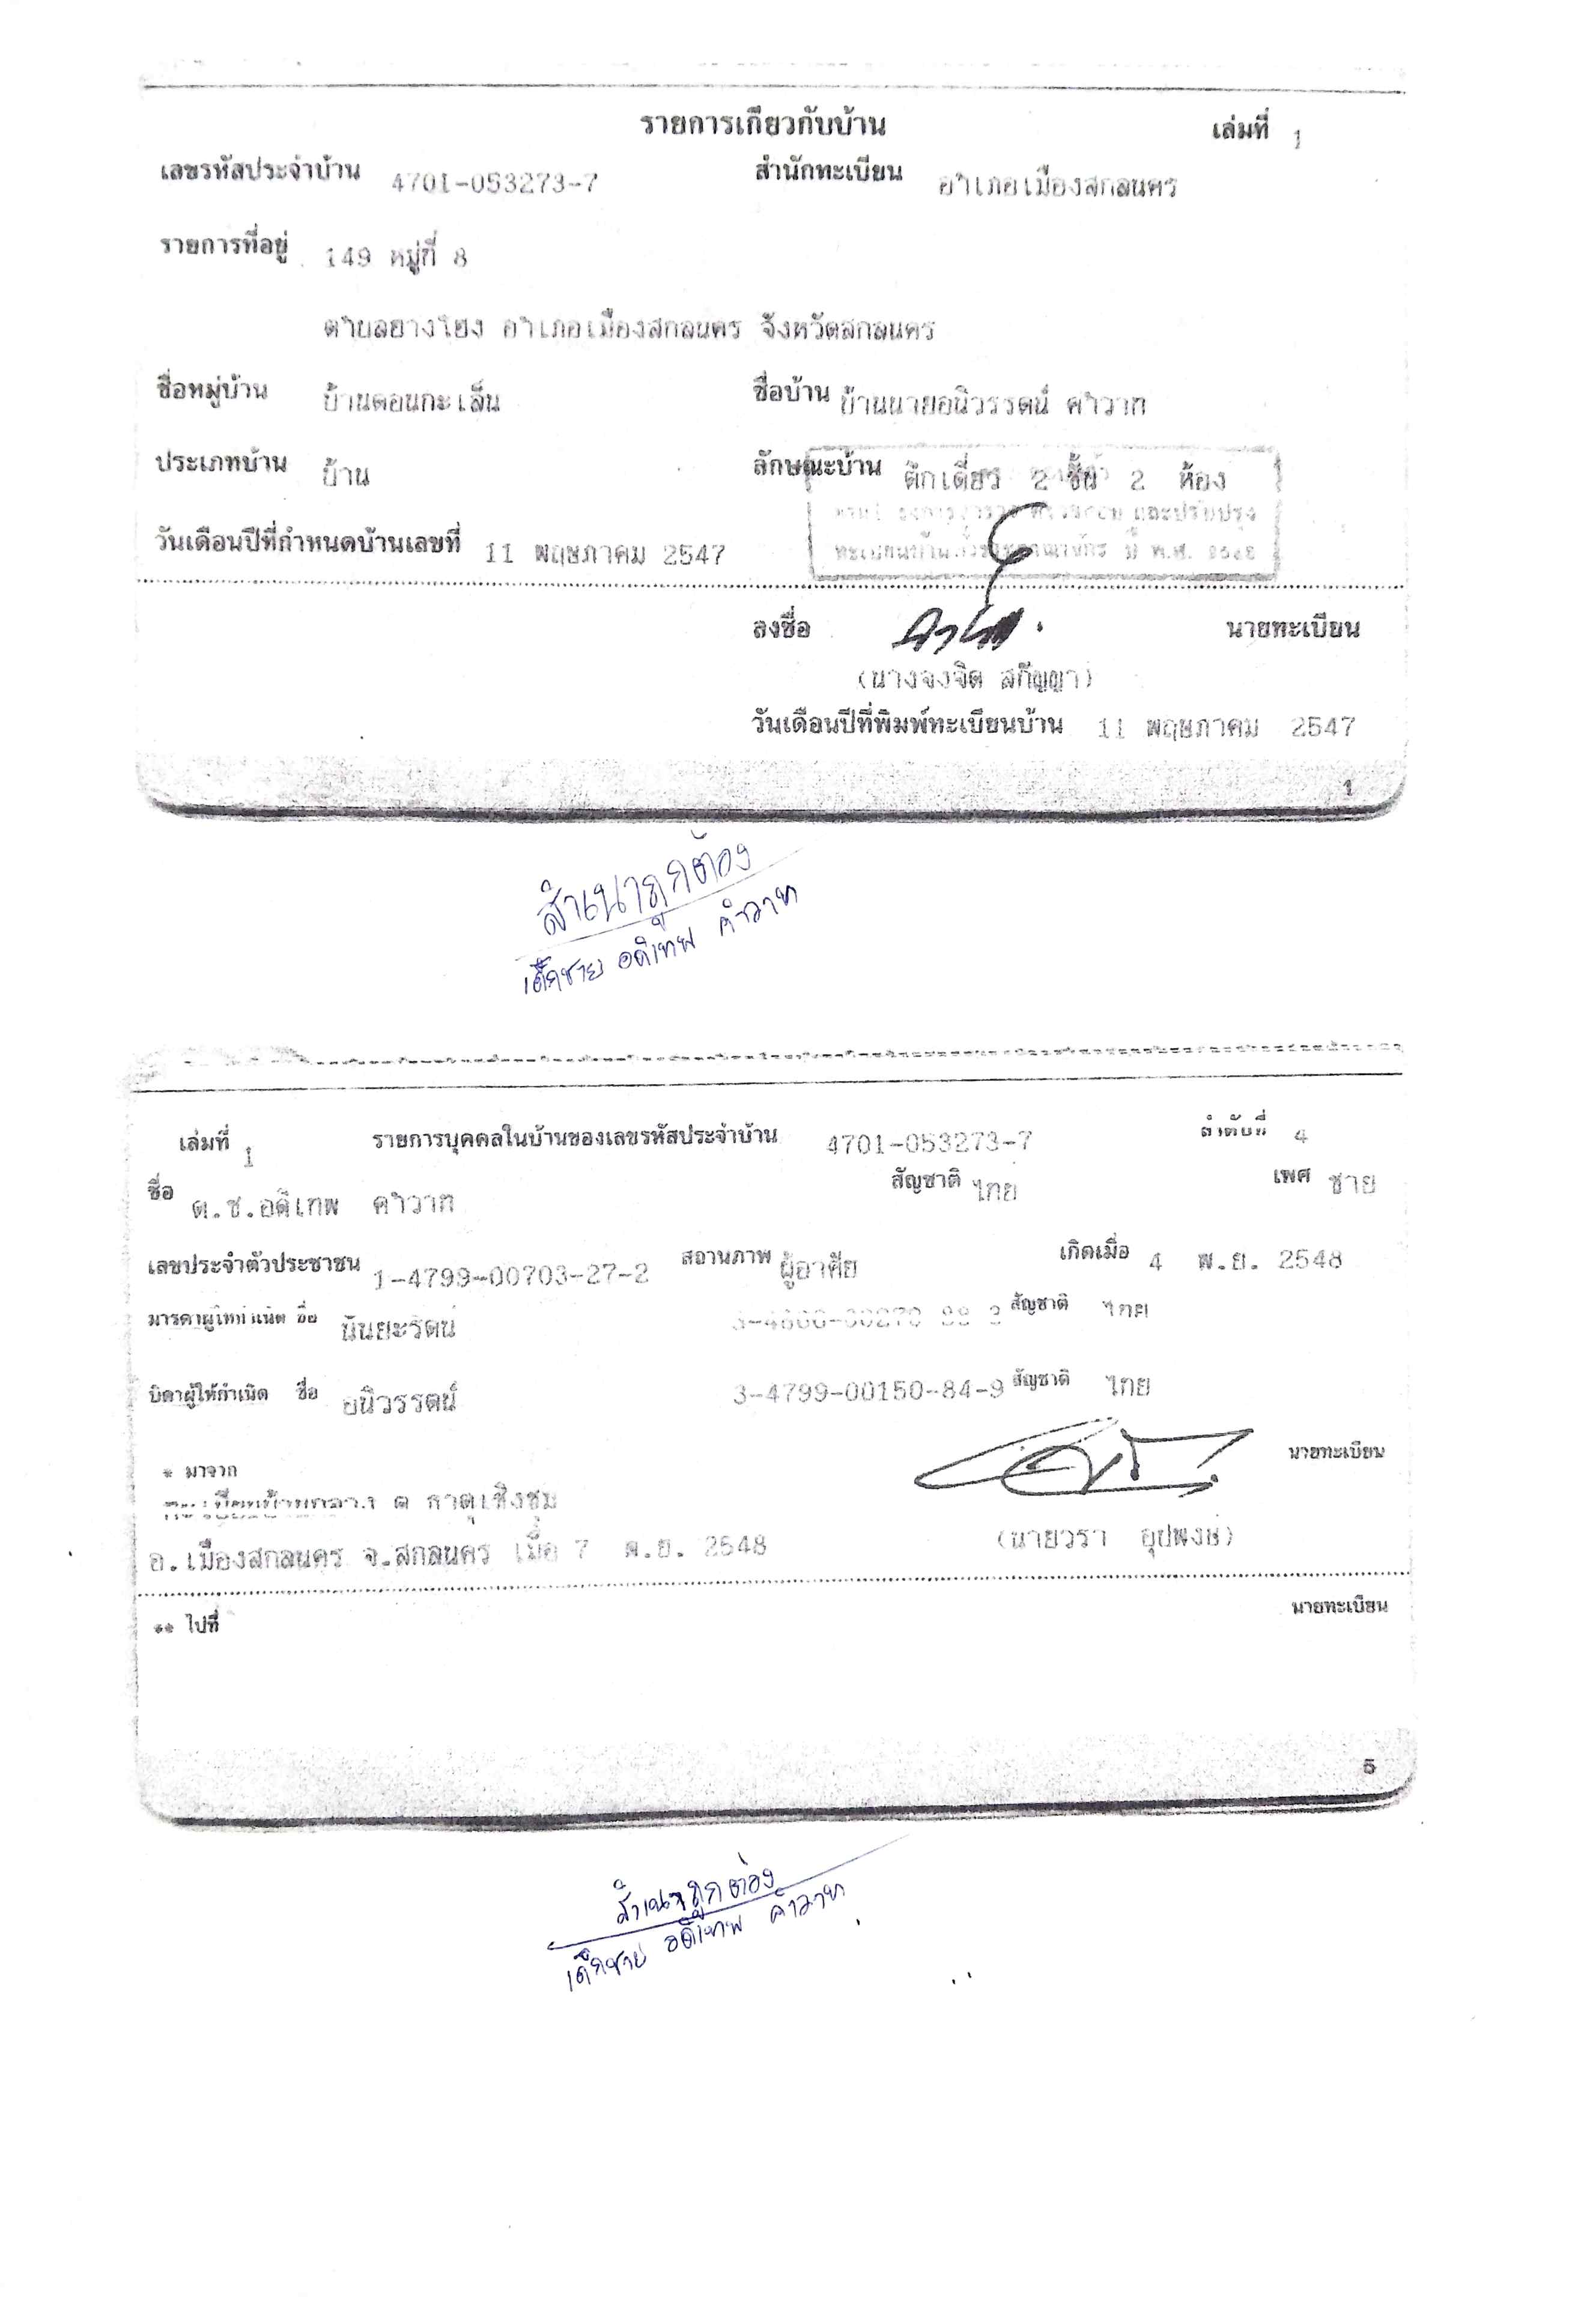 รายการเกี่ยวกับบ้าน เล่มที่ 1
เลขรหัสประจำบ้าน 4701-053273-7 สำนักทะเบียน อำเภอเมืองสกลนคร
รายการที่อยู่ 149 หมู่ที่ 8
ตำบลฮางโฮง อำเภอเมืองสกลนคร จังหวัดสกลนคร
ชื่อหมู่บ้าน บ้านดอนกะเล็น ชื่อบ้าน บ้านนายอนิวรรตน์ คำวาท
ประเภทบ้าน บ้าน ลักษณะบ้าน ตึกเดี่ยว 2 ชั้น 2 ห้อง
และปรับปรุง
วันเดือนปีที่กำหนดบ้านเลขที่ 11 พฤษภาคม 2547
ทะเบียนบ้าน ปี พ.ศ.
ลงชื่อ นายทะเบียน
(นางจงจิต สกัญญา)
วันเดือนปีที่พิมพ์ทะเบียนบ้าน 11 พฤษภาคม 2547
1
สำเนาถูกต้อง
เด็กชาย อดิเทพ คำวาท
เล่มที่ 1 รายการบุคคลในบ้านของเลขรหัสประจำบ้าน 4701-053273-7 ลำดับที่ 4
ชื่อ ด.ช.อดิเทพ คำวาท สัญชาติ ไทย เพศ ชาย
เลขประจำตัวประชาชน 1-4799-00703-27-2 สถานภาพ ผู้อาศัย เกิดเมื่อ 4 พ.ย. 2548
มารดาผู้ให้กำเนิด ชื่อ นันยะรัตน์ สัญชาติ ไทย
บิดาผู้ให้กำเนิด ชื่อ อนิวรรตน์ 3-4799-00150-84-9 สัญชาติ ไทย
* มาจาก นายทะเบียน
ทะเบียนบ้านกลาง ต ธาตุเชิงชุม
(นายวรา อุปพงษ์)
อ.เมืองสกลนคร จ.สกลนคร เมื่อ 7 พ.ย. 2548
** ไปที่ นายทะเบียน
5
สำเนาถูกต้อง
เด็กชาย อดิเทพ คำวาท